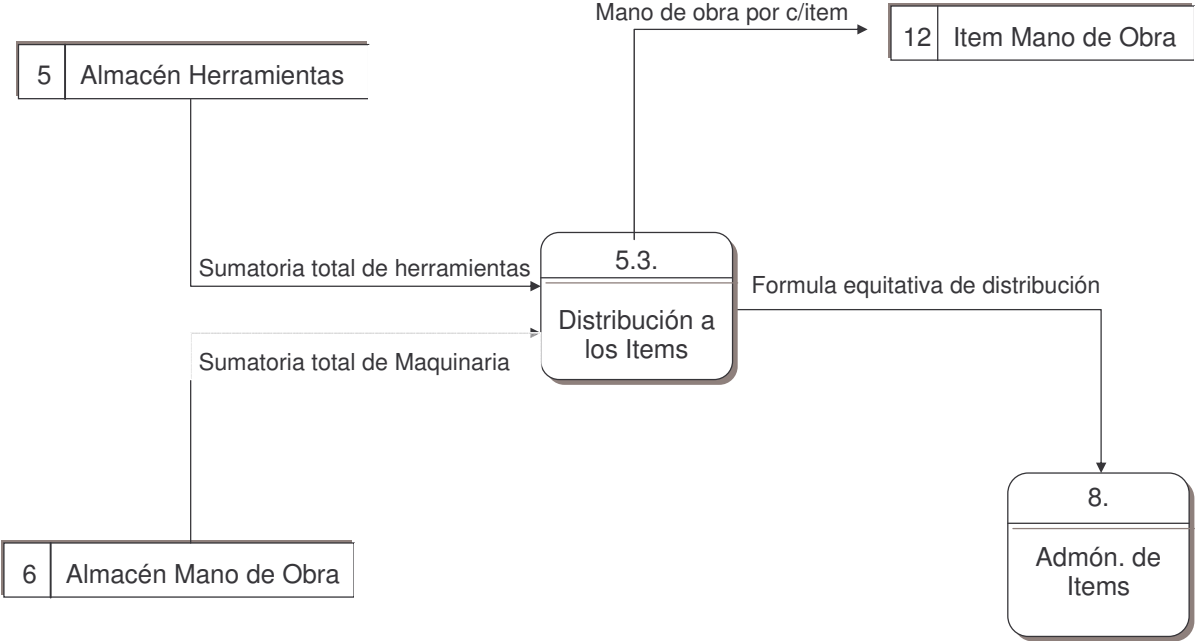 Mano de obra por c/item
12 Item Mano de Obra
5 Almacén Herramientas
5.3.
Sumatoria total de herramientas
Formula equitativa de distribución
Distribución a
los Items
Sumatoria total de Maquinaria
8.
Admón. de
Items
6 Almacén Mano de Obra